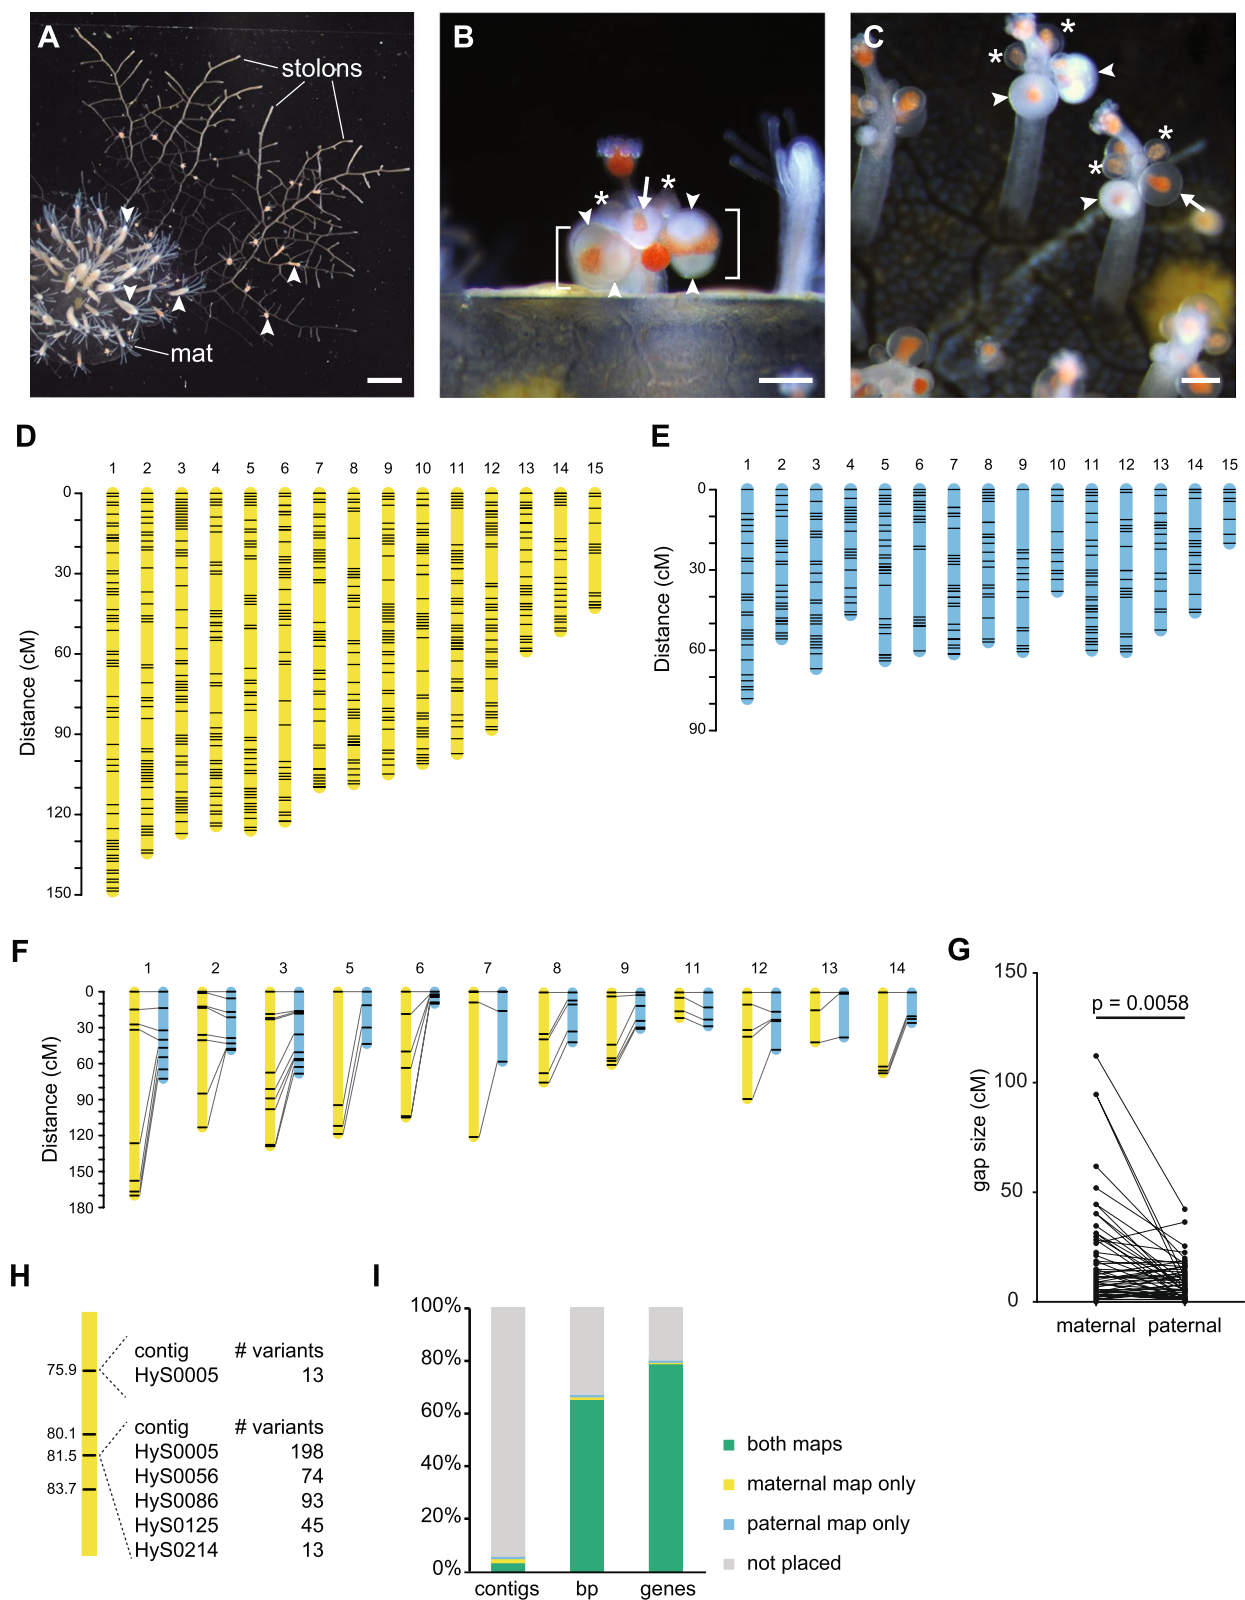 A
stolons
mat
B
*
*
C
*
*
*
*
D
1 2 3 4 5 6 7 8 9 10 11 12 13 14 15
0
30
60
90
120
150
Distance (cM)
E
1 2 3 4 5 6 7 8 9 10 11 12 13 14 15
0
30
60
90
Distance (cM)
F
1 2 3 5 6 7 8 9 11 12 13 14
0
30
60
90
120
150
180
Distance (cM)
G
150
100
50
0
gap size (cM)
p = 0.0058
maternal paternal
H
75.9
80.1
81.5
83.7
contig # variants
HyS0005 13
contig # variants
HyS0005 198
HyS0056 74
HyS0086 93
HyS0125 45
HyS0214 13
I
100%
80%
60%
40%
20%
0%
contigs bp genes
both maps
maternal map only
paternal map only
not placed